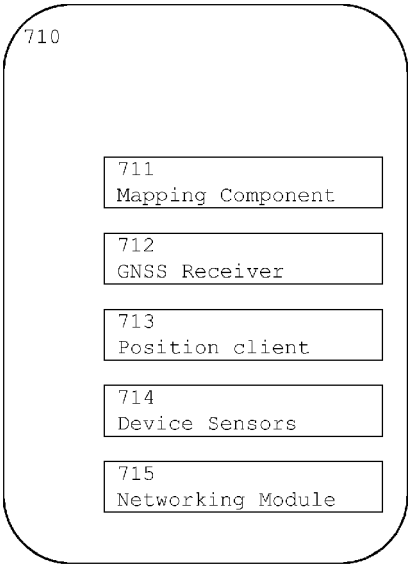 710
711
Mapping Component
712
GNSS Receiver
713
Position client
714
Device Sensors
715
Networking Module